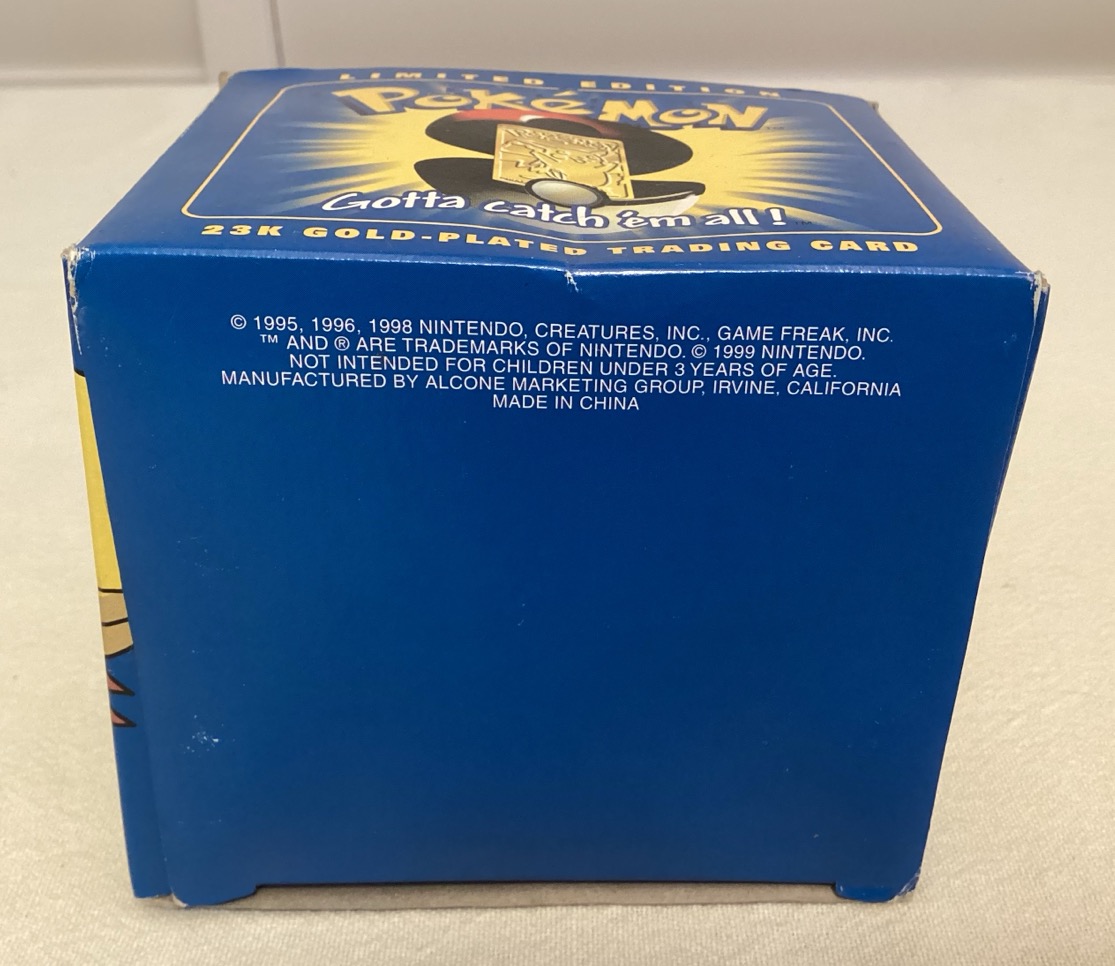 LIMITED EDITION
POKéMON
Gotta catch 'em all!
23K GOLD-PLATED TRADING CARD
© 1995, 1996, 1998 NINTENDO, CREATURES, INC., GAME FREAK, INC.
™ AND ® ARE TRADEMARKS OF NINTENDO. © 1999 NINTENDO.
NOT INTENDED FOR CHILDREN UNDER 3 YEARS OF AGE.
MANUFACTURED BY ALCONE MARKETING GROUP, IRVINE, CALIFORNIA
MADE IN CHINA